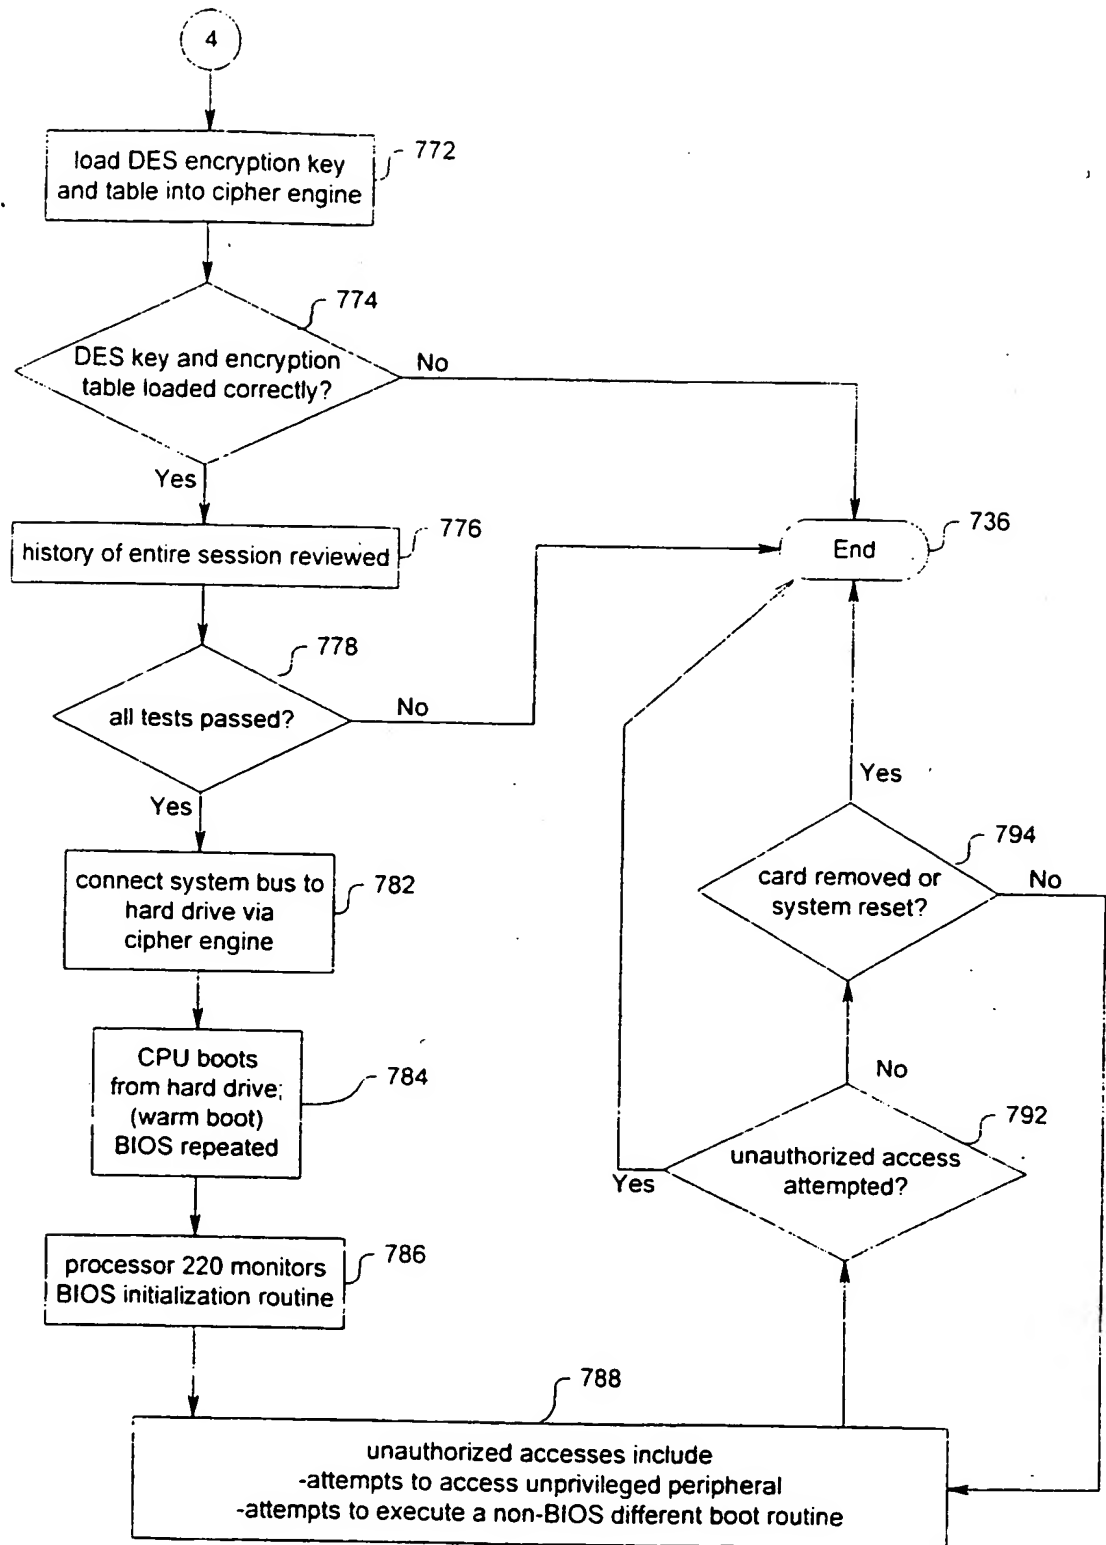 4
load DES encryption key
and table into cipher engine
772
774
DES key and encryption
table loaded correctly?
No
Yes
history of entire session reviewed
776
End
736
778
all tests passed?
No
Yes
connect system bus to
hard drive via
cipher engine
782
CPU boots
from hard drive;
(warm boot)
BIOS repeated
784
processor 220 monitors
BIOS initialization routine
786
788
unauthorized accesses include
-attempts to access unprivileged peripheral
-attempts to execute a non-BIOS different boot routine
792
unauthorized access
attempted?
Yes
No
794
card removed or
system reset?
No
Yes